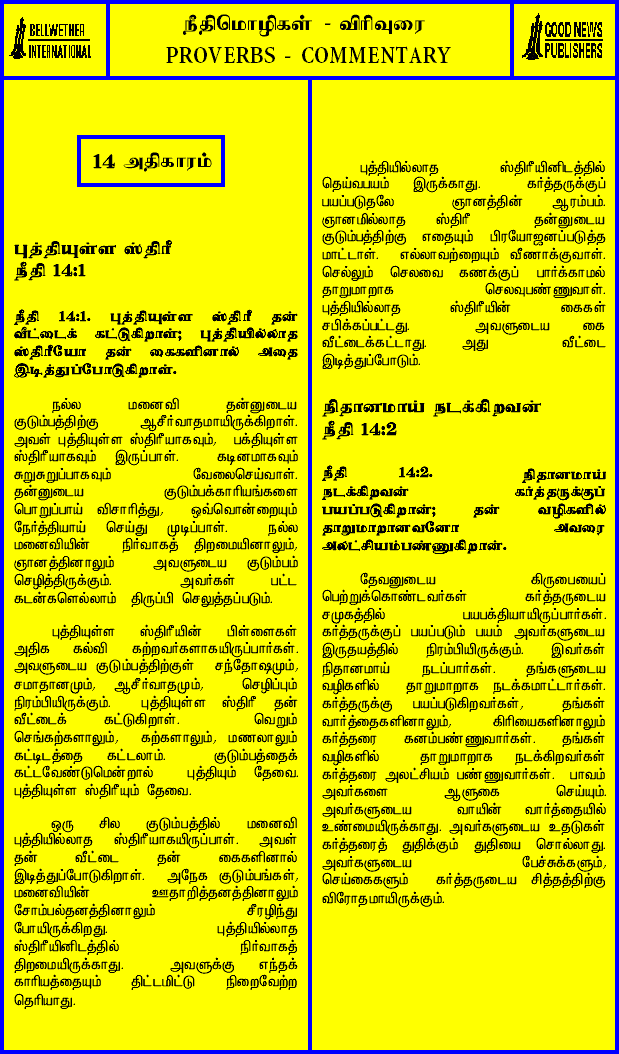 BELLWETHER
INTERNATIONAL
நீதிமொழிகள் - விரிவுரை
PROVERBS - COMMENTARY
GOOD NEWS
PUBLISHERS
14 அதிகாரம்
புத்தியுள்ள ஸ்திரீ
நீதி 14:1
நீதி 14:1. புத்தியுள்ள ஸ்திரீ தன்
வீட்டைக் கட்டுகிறாள்; புத்தியில்லாத
ஸ்திரீயோ தன் கைகளினால் அதை
இடித்துப்போடுகிறாள்.
நல்ல மனைவி தன்னுடைய
குடும்பத்திற்கு ஆசீர்வாதமாயிருக்கிறாள்.
அவள் புத்தியுள்ள ஸ்திரீயாகவும், பக்தியுள்ள
ஸ்திரீயாகவும் இருப்பாள். கடினமாகவும்
சுறுசுறுப்பாகவும் வேலைசெய்வாள்.
தன்னுடைய குடும்பக்காரியங்களை
பொறுப்பாய் விசாரித்து, ஒவ்வொன்றையும்
நேர்த்தியாய் செய்து முடிப்பாள். நல்ல
மனைவியின் நிர்வாகத் திறமையினாலும்,
ஞானத்தினாலும் அவளுடைய குடும்பம்
செழித்திருக்கும். அவர்கள் பட்ட
கடன்களெல்லாம் திருப்பி செலுத்தப்படும்.
புத்தியுள்ள ஸ்திரீயின் பிள்ளைகள்
அதிக கல்வி கற்றவர்களாகயிருப்பார்கள்.
அவளுடைய குடும்பத்திற்குள் சந்தோஷமும்,
சமாதானமும், ஆசீர்வாதமும், செழிப்பும்
நிரம்பியிருக்கும். புத்தியுள்ள ஸ்திரீ தன்
வீட்டைக் கட்டுகிறாள். வெறும்
செங்கற்களாலும், கற்களாலும், மணலாலும்
கட்டிடத்தை கட்டலாம். குடும்பத்தைக்
கட்டவேண்டுமென்றால் புத்தியும் தேவை.
புத்தியுள்ள ஸ்திரீயும் தேவை.
ஒரு சில குடும்பத்தில் மனைவி
புத்தியில்லாத ஸ்திரீயாகயிருப்பாள். அவள்
தன் வீட்டை தன் கைகளினால்
இடித்துப்போடுகிறாள். அநேக குடும்பங்கள்,
மனைவியின் ஊதாறித்தனத்தினாலும்
சோம்பல்தனத்தினாலும் சீரழிந்து
போயிருக்கிறது. புத்தியில்லாத
ஸ்திரீயினிடத்தில் நிர்வாகத்
திறமையிருக்காது. அவளுக்கு எந்தக்
காரியத்தையும் திட்டமிட்டு நிறைவேற்ற
தெரியாது.
புத்தியில்லாத ஸ்திரீயினிடத்தில்
தெய்வபயம் இருக்காது. கர்த்தருக்குப்
பயப்படுதலே ஞானத்தின் ஆரம்பம்.
ஞானமில்லாத ஸ்திரீ தன்னுடைய
குடும்பத்திற்கு எதையும் பிரயோஜனப்படுத்த
மாட்டாள். எல்லாவற்றையும் வீணாக்குவாள்.
செல்லும் செலவை கணக்குப் பார்க்காமல்
தாறுமாறாக செலவுபண்ணுவாள்.
புத்தியில்லாத ஸ்திரீயின் கைகள்
சபிக்கப்பட்டது. அவளுடைய கை
வீட்டைக்கட்டாது. அது வீட்டை
இடித்துப்போடும்.
நிதானமாய் நடக்கிறவன்
நீதி 14:2
நீதி 14:2. நிதானமாய்
நடக்கிறவன் கர்த்தருக்குப்
பயப்படுகிறான்; தன் வழிகளில்
தாறுமாறானவனோ அவரை
அலட்சியம்பண்ணுகிறான்.
தேவனுடைய கிருபையைப்
பெற்றுக்கொண்டவர்கள் கர்த்தருடைய
சமுகத்தில் பயபக்தியாயிருப்பார்கள்.
கர்த்தருக்குப் பயப்படும் பயம் அவர்களுடைய
இருதயத்தில் நிரம்பியிருக்கும். இவர்கள்
நிதானமாய் நடப்பார்கள். தங்களுடைய
வழிகளில் தாறுமாறாக நடக்கமாட்டார்கள்.
கர்த்தருக்கு பயப்படுகிறவர்கள், தங்கள்
வார்த்தைகளினாலும், கிரியைகளினாலும்
கர்த்தரை கனம்பண்ணுவார்கள். தங்கள்
வழிகளில் தாறுமாறாக நடக்கிறவர்கள்
கர்த்தரை அலட்சியம் பண்ணுவார்கள். பாவம்
அவர்களை ஆளுகை செய்யும்.
அவர்களுடைய வாயின் வார்த்தையில்
உண்மையிருக்காது. அவர்களுடைய உதடுகள்
கர்த்தரைத் துதிக்கும் துதியை சொல்லாது.
அவர்களுடைய பேச்சுக்களும்,
செய்கைகளும் கர்த்தருடைய சித்தத்திற்கு
விரோதமாயிருக்கும்.